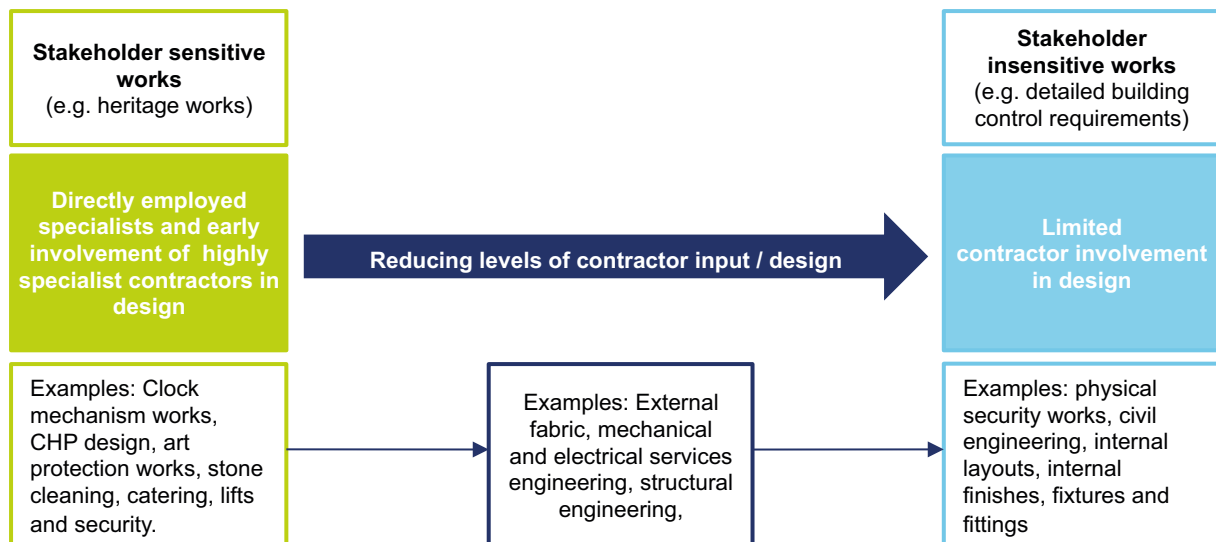 Stakeholder sensitive
works
(e.g. heritage works)
Stakeholder
insensitive works
(e.g. detailed building
control requirements)
Directly employed
specialists and early
involvement of highly
specialist contractors in
design
Reducing levels of contractor input / design
Limited
contractor involvement
in design
Examples: Clock
mechanism works,
CHP design, art
protection works, stone
cleaning, catering, lifts
and security.
Examples: External
fabric, mechanical
and electrical services
engineering, structural
engineering,
Examples: physical
security works, civil
engineering, internal
layouts, internal
finishes, fixtures and
fittings